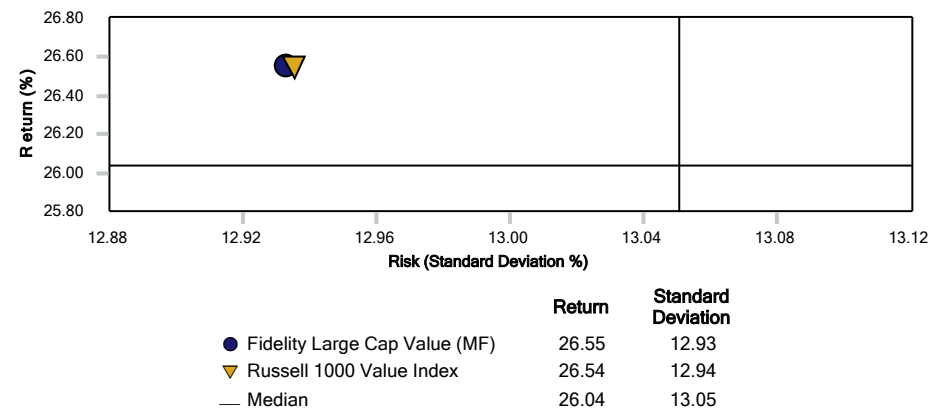 26.80
26.60
26.40
26.20
26.00
25.80
Return (%)
12.88 12.92 12.96 13.00 13.04 13.08 13.12
Risk (Standard Deviation %)
Return Standard Deviation
Fidelity Large Cap Value (MF) 26.55 12.93
Russell 1000 Value Index 26.54 12.94
Median 26.04 13.05